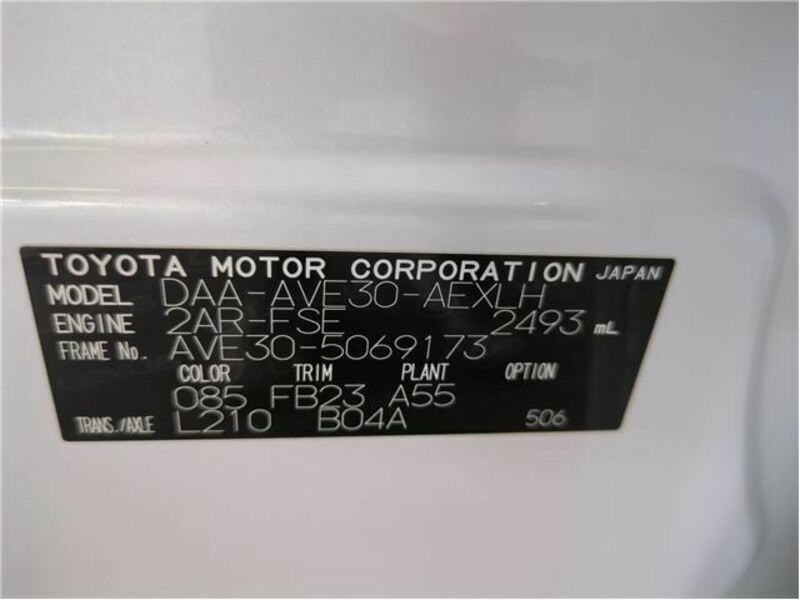 TOYOTA MOTOR CORPORATION JAPAN
MODEL DAA-AVE30-AEXLH
ENGINE 2AR-FSE 2493 mL
FRAME No. AVE30-5069173
COLOR TRIM PLANT OPTION
085 FB23 A55
TRANS./AXLE L210 B04A 506